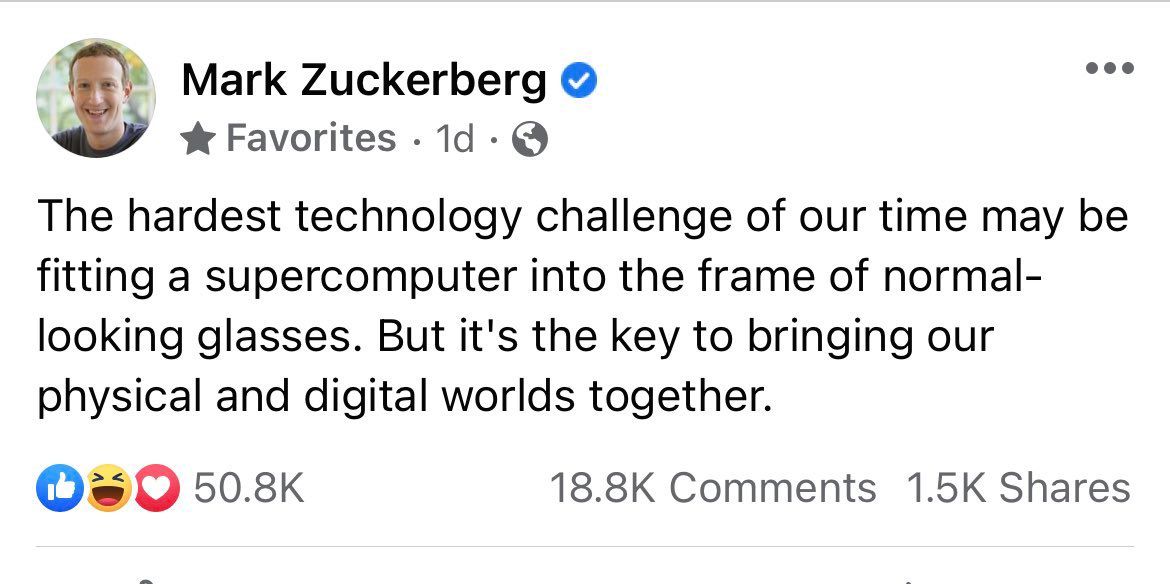 Mark Zuckerberg
Favorites · 1d ·
The hardest technology challenge of our time may be
fitting a supercomputer into the frame of normal-
looking glasses. But it's the key to bringing our
physical and digital worlds together.
50.8K 18.8K Comments 1.5K Shares